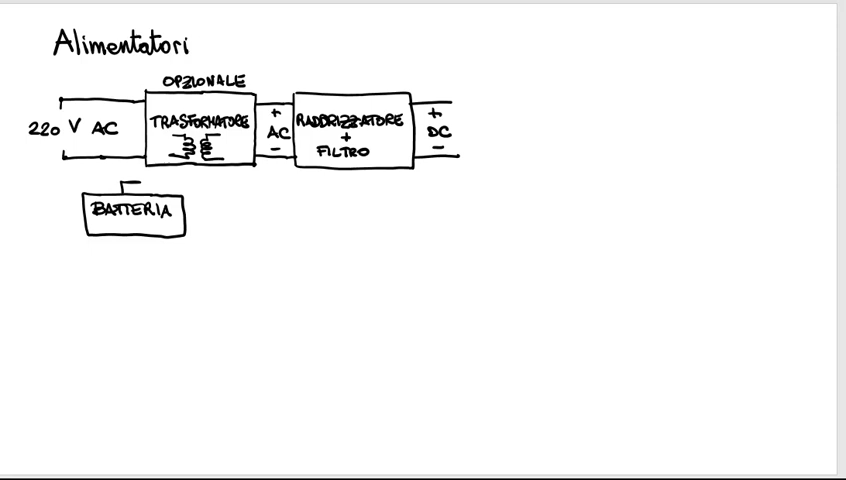 Alimentatori
OPZIONALE
220 V AC
TRASFORMATORE
+
AC
-
RADDRIZZATORE
+
FILTRO
+
DC
-
BATTERIA